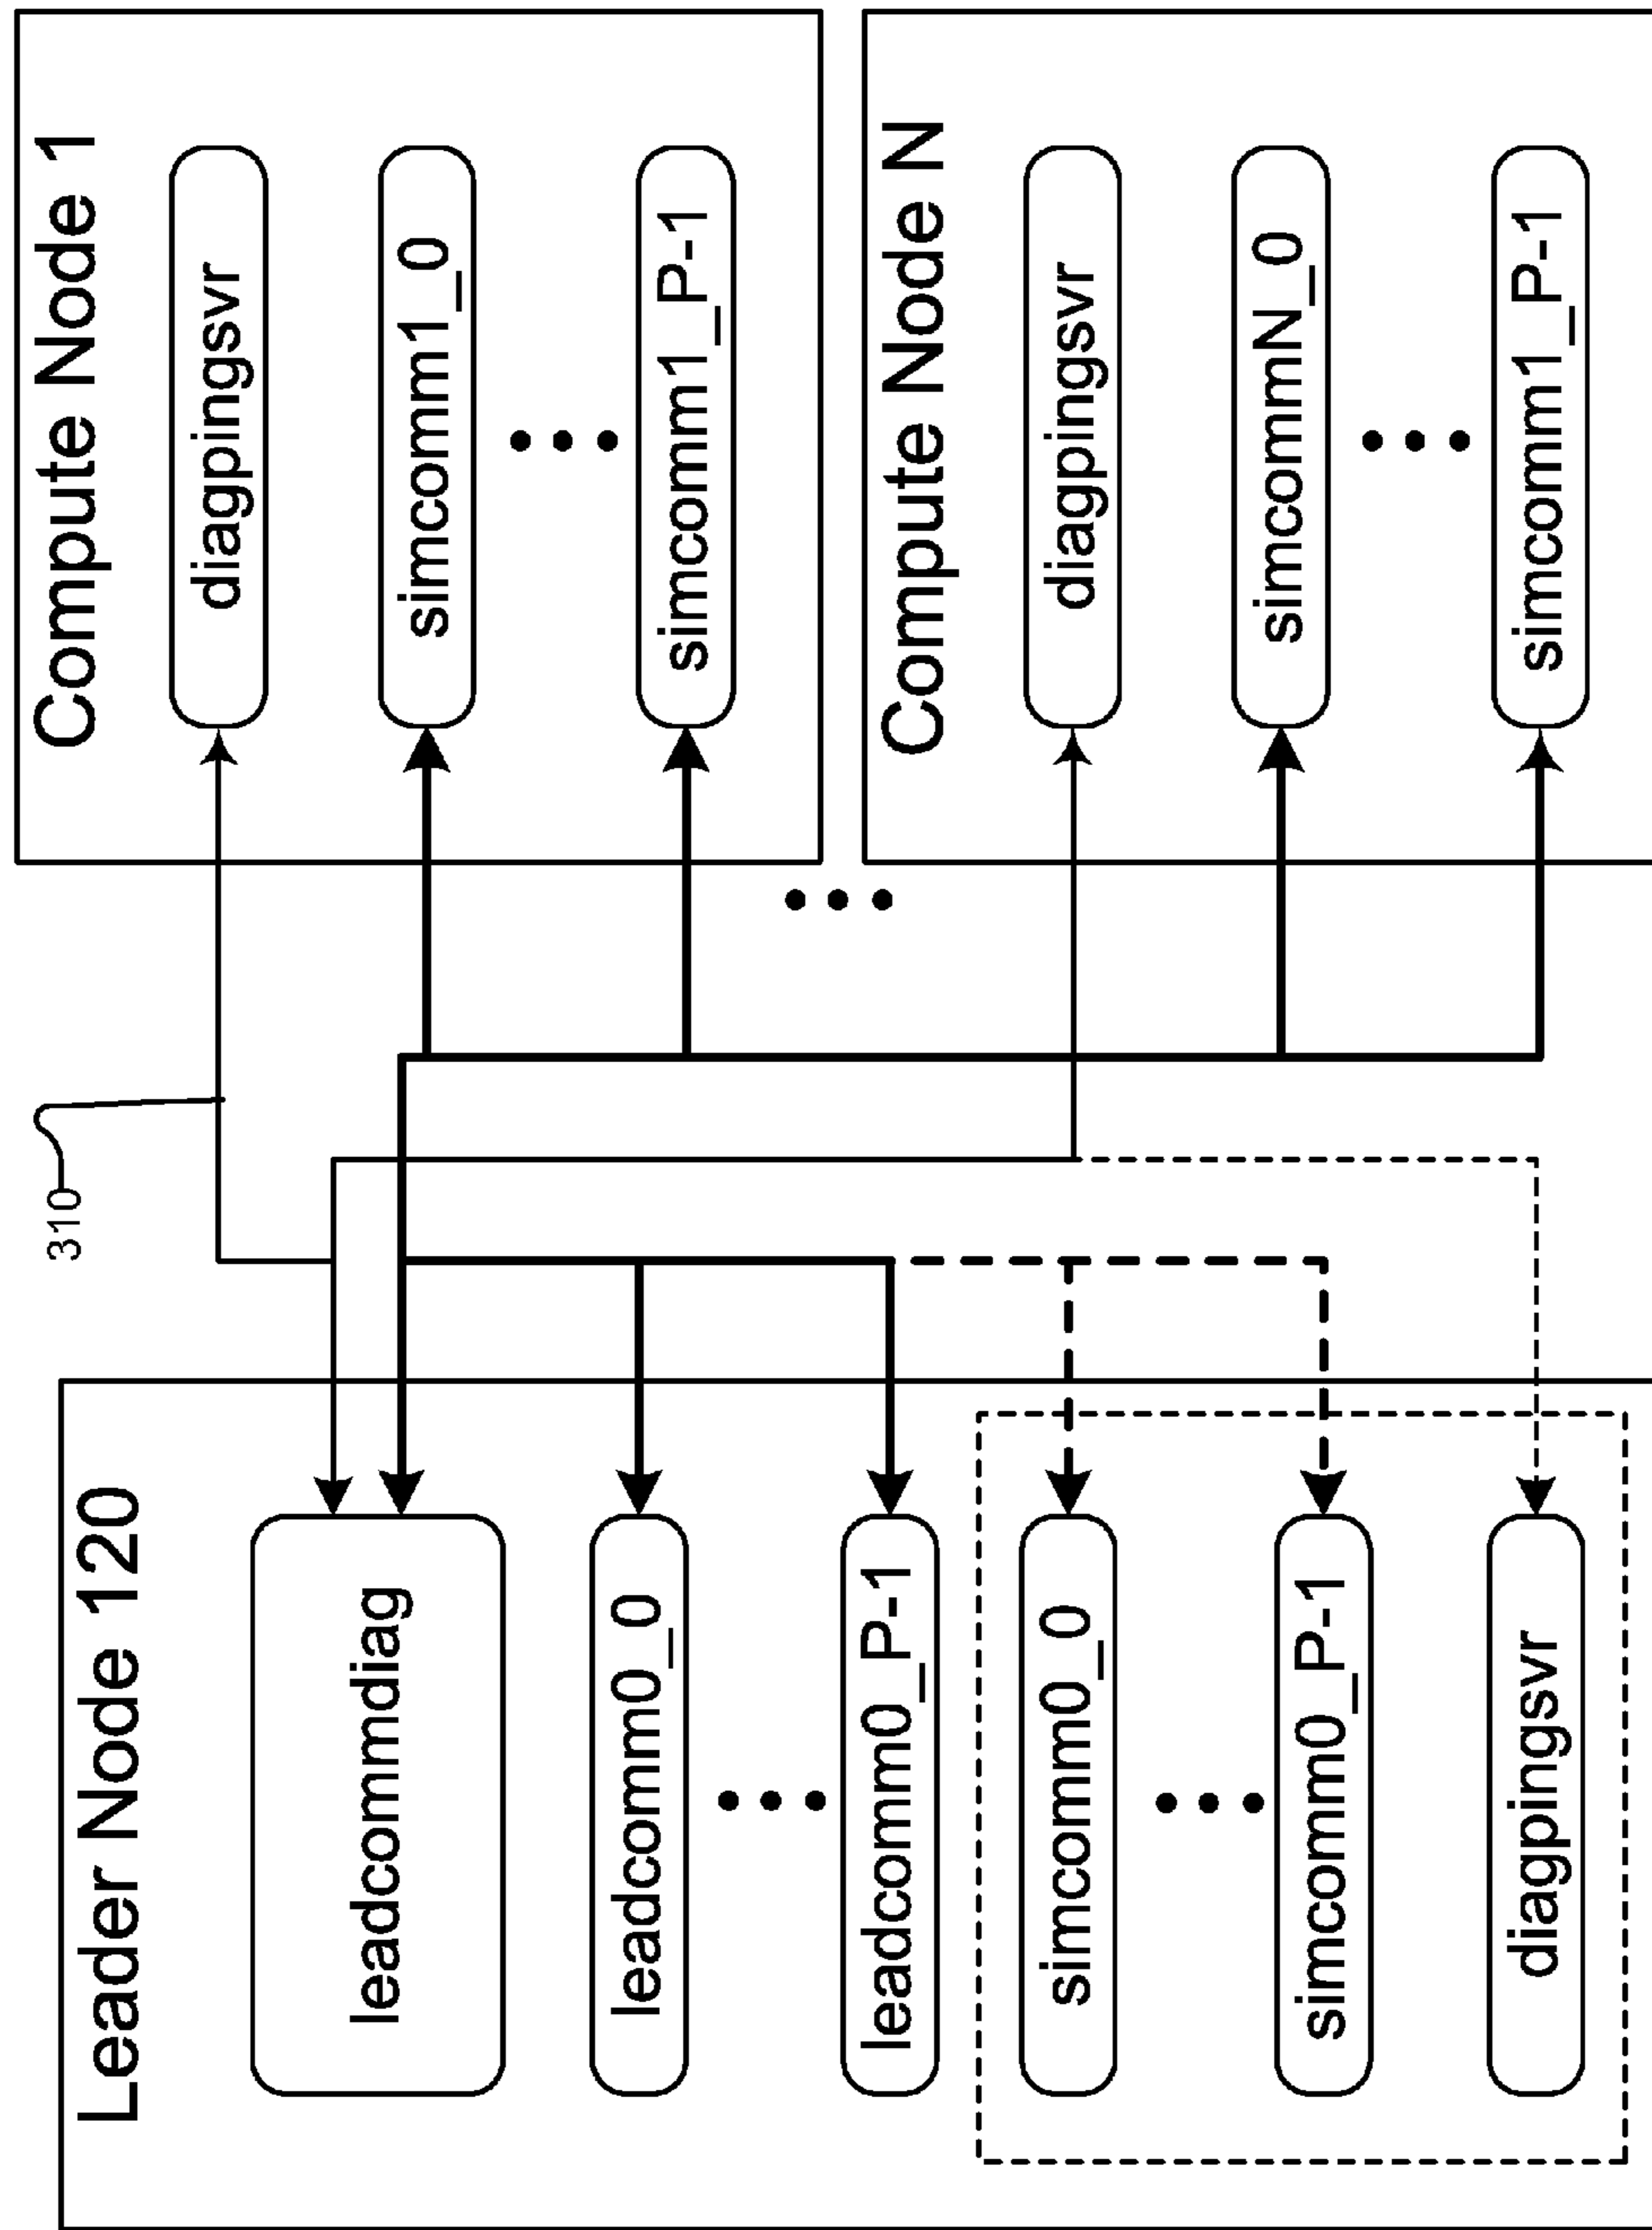 Leader Node 120
leadcommdiag
leadcomm0_0
leadcomm0_P-1
simcomm0_0
simcomm0_P-1
diagpingsvr
310
Compute Node 1
diagpingsvr
simcomm1_0
simcomm1_P-1
Compute Node N
diagpingsvr
simcommN_0
simcomm1_P-1